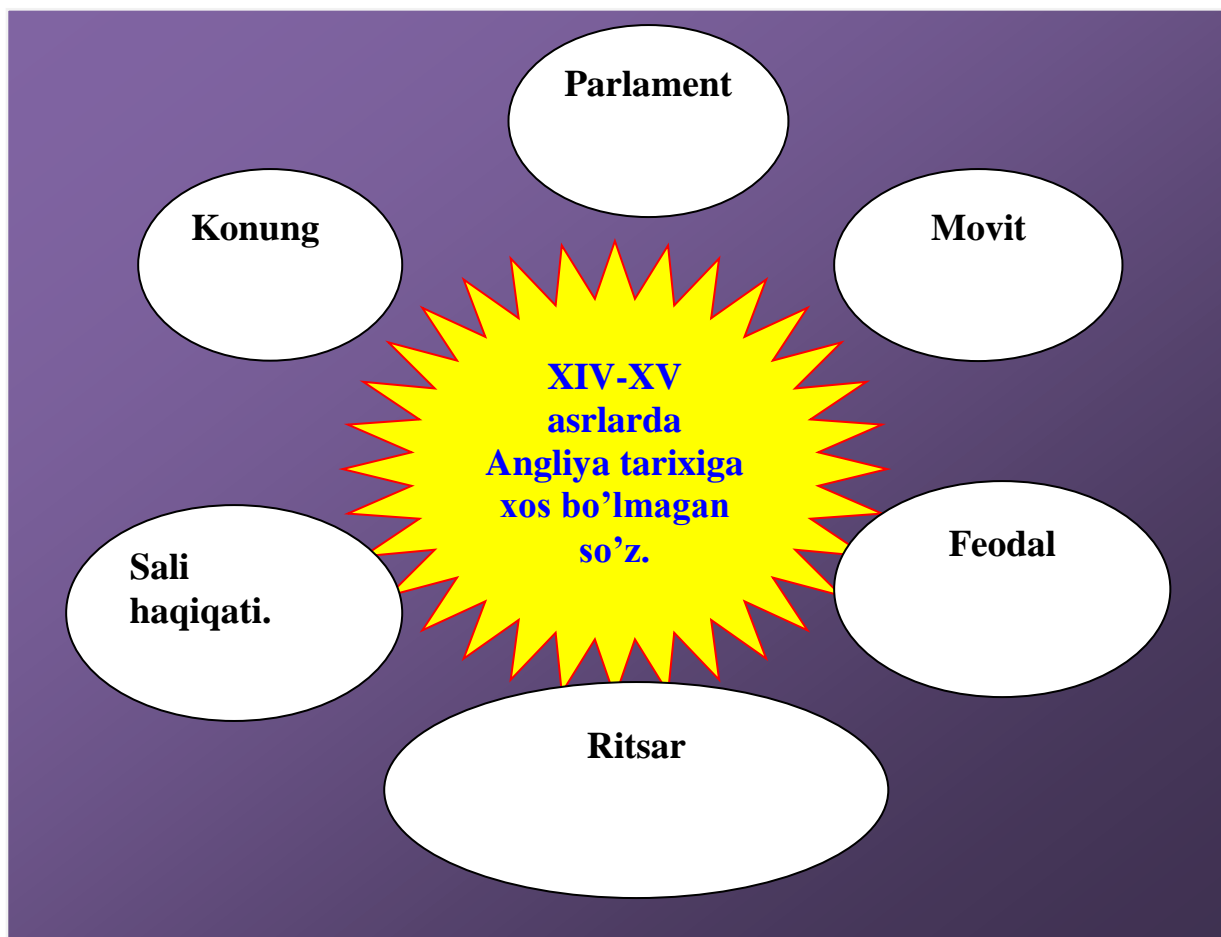 Parlament
Konung
Movit
XIV-XV
asrlarda
Angliya tarixiga
xos bo’lmagan
so’z.
Sali
haqiqati.
Feodal
Ritsar